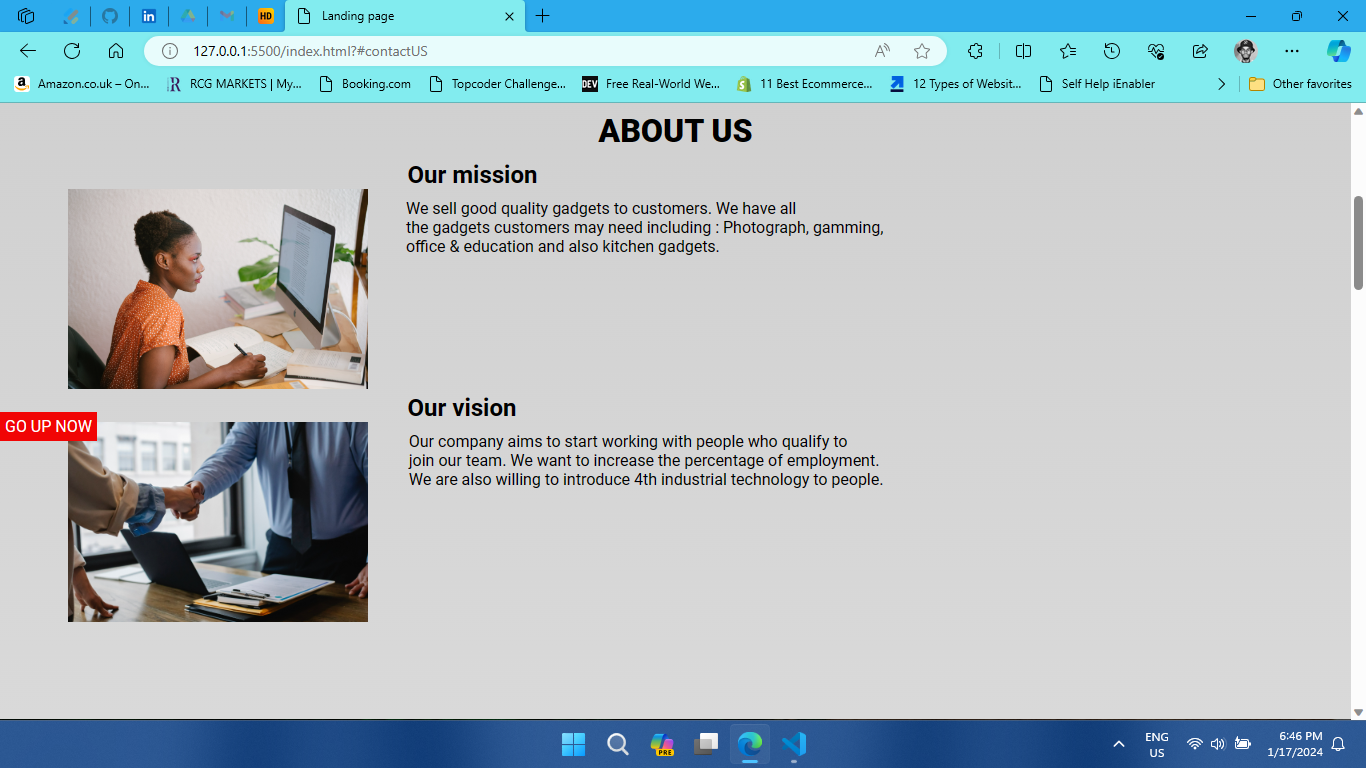 HD
Landing page
127.0.0.1:5500/index.html?#contactUS
Amazon.co.uk – On...
RCG MARKETS | My...
Booking.com
Topcoder Challenge...
DEV
Free Real-World We...
11 Best Ecommerce...
12 Types of Websit...
Self Help iEnabler
Other favorites
ABOUT US
Our mission
We sell good quality gadgets to customers. We have all
the gadgets customers may need including : Photograph, gamming,
office & education and also kitchen gadgets.
GO UP NOW
Our vision
Our company aims to start working with people who qualify to
join our team. We want to increase the percentage of employment.
We are also willing to introduce 4th industrial technology to people.
PRE
ENG
US
6:46 PM
1/17/2024